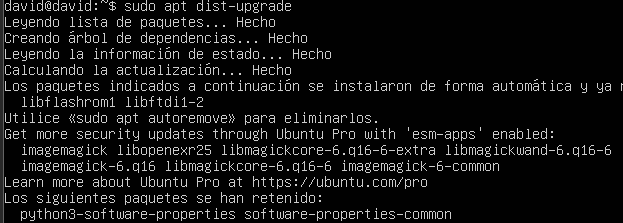 david@david:~$ sudo apt dist-upgrade
Leyendo lista de paquetes... Hecho
Creando árbol de dependencias... Hecho
Leyendo la información de estado... Hecho
Calculando la actualización... Hecho
Los paquetes indicados a continuación se instalaron de forma automática y ya
libflashrom1 libftdi1-2
Utilice «sudo apt autoremove» para eliminarlos.
Get more security updates through Ubuntu Pro with 'esm-apps' enabled:
imagemagick libopenexr25 libmagickcore-6.q16-6-extra libmagickwand-6.q16-6
imagemagick-6.q16 libmagickcore-6.q16-6 imagemagick-6-common
Learn more about Ubuntu Pro at https://ubuntu.com/pro
Los siguientes paquetes se han retenido:
python3-software-properties software-properties-common